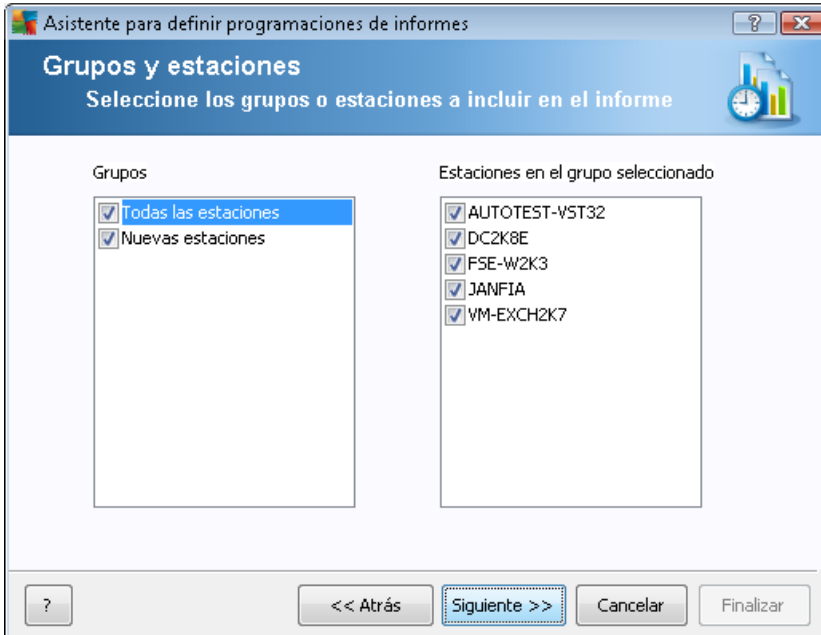 Asistente para definir programaciones de informes
?
Grupos y estaciones
Seleccione los grupos o estaciones a incluir en el informe
Grupos
Todas las estaciones
Nuevas estaciones
Estaciones en el grupo seleccionado
AUTOTEST-VST32
DC2K8E
FSE-W2K3
JANFIA
VM-EXCH2K7
?
<< Atrás
Siguiente >>
Cancelar
Finalizar